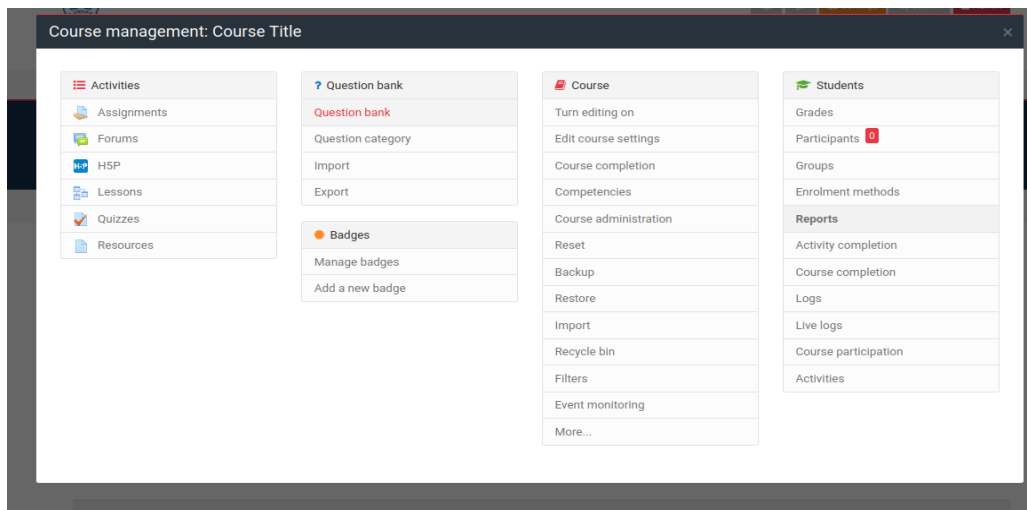 Course management: Course Title
×
Activities
Assignments
Forums
H-P H5P
Lessons
Quizzes
Resources
? Question bank
Question bank
Question category
Import
Export
Badges
Manage badges
Add a new badge
Course
Turn editing on
Edit course settings
Course completion
Competencies
Course administration
Reset
Backup
Restore
Import
Recycle bin
Filters
Event monitoring
More...
Students
Grades
Participants 0
Groups
Enrolment methods
Reports
Activity completion
Course completion
Logs
Live logs
Course participation
Activities